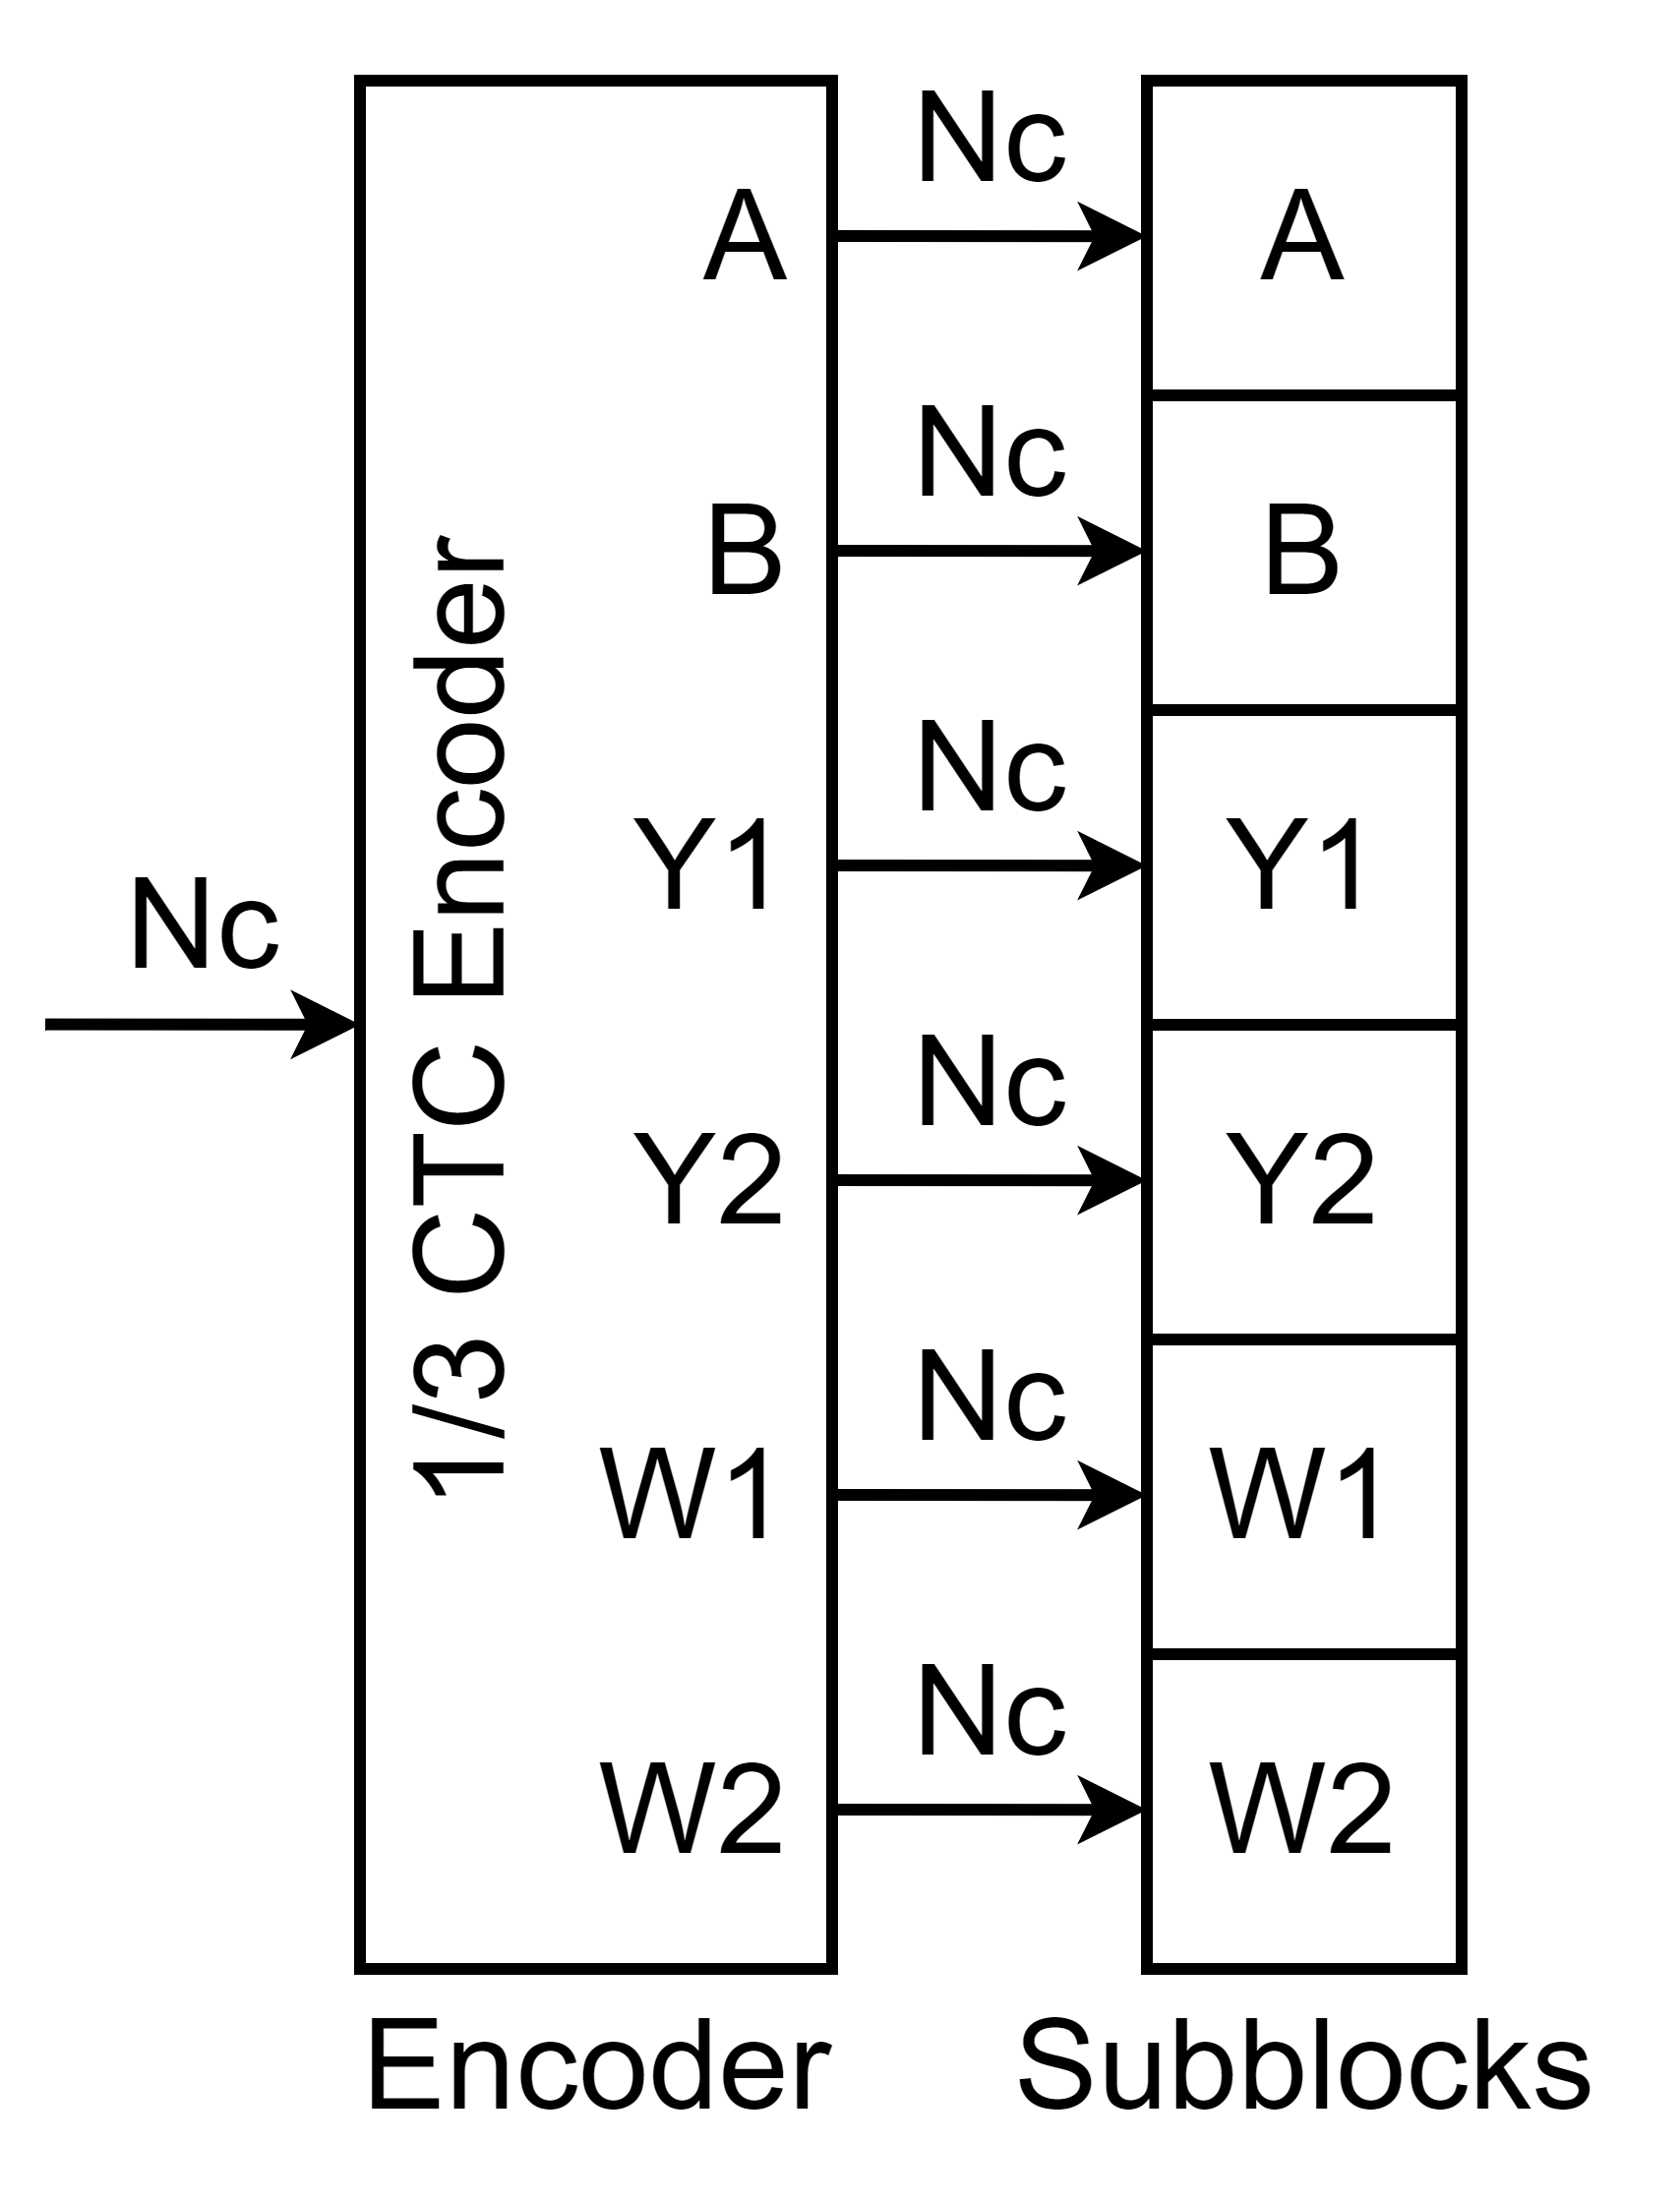 Nc
1/3 CTC Encoder
A
Nc
A
B
Nc
B
Y1
Nc
Y1
Y2
Nc
Y2
W1
Nc
W1
W2
Nc
W2
Encoder
Subblocks